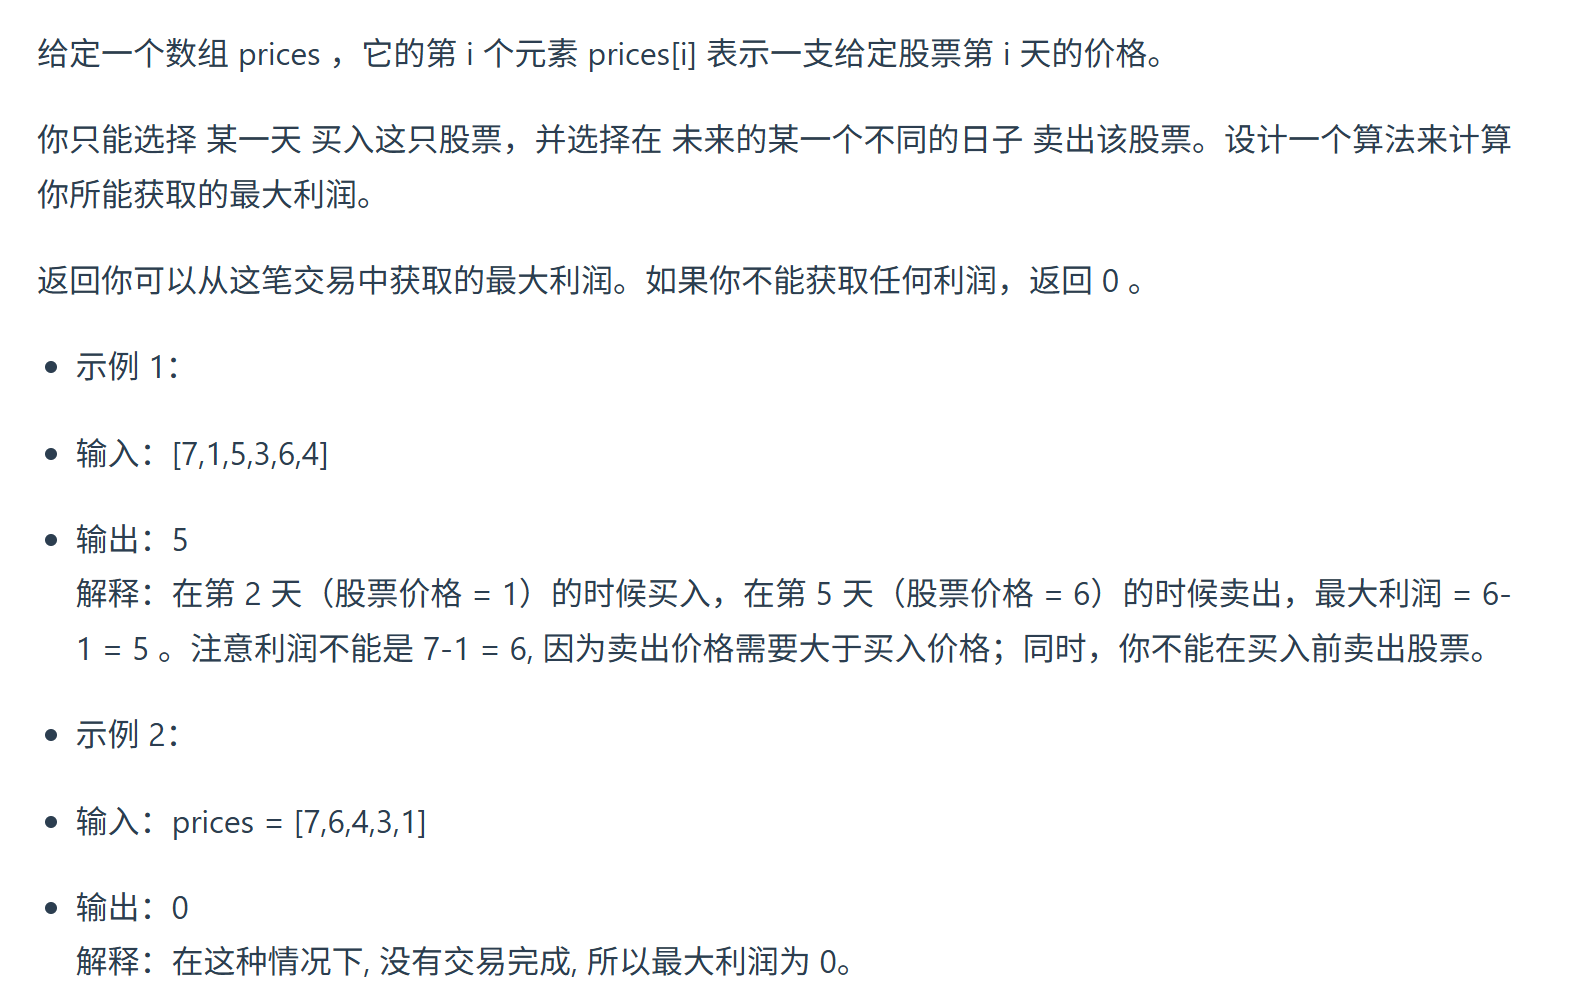 给定一个数组 prices ，它的第 i 个元素 prices[i] 表示一支给定股票第 i 天的价格。
你只能选择 某一天 买入这只股票，并选择在 未来的某一个不同的日子 卖出该股票。设计一个算法来计算
你所能获取的最大利润。
返回你可以从这笔交易中获取的最大利润。如果你不能获取任何利润，返回 0 。
• 示例 1：
• 输入：[7,1,5,3,6,4]
• 输出：5
解释：在第 2 天（股票价格 = 1）的时候买入，在第 5 天（股票价格 = 6）的时候卖出，最大利润 = 6-
1 = 5 。注意利润不能是 7-1 = 6, 因为卖出价格需要大于买入价格；同时，你不能在买入前卖出股票。
• 示例 2：
• 输入：prices = [7,6,4,3,1]
• 输出：0
解释：在这种情况下, 没有交易完成, 所以最大利润为 0。